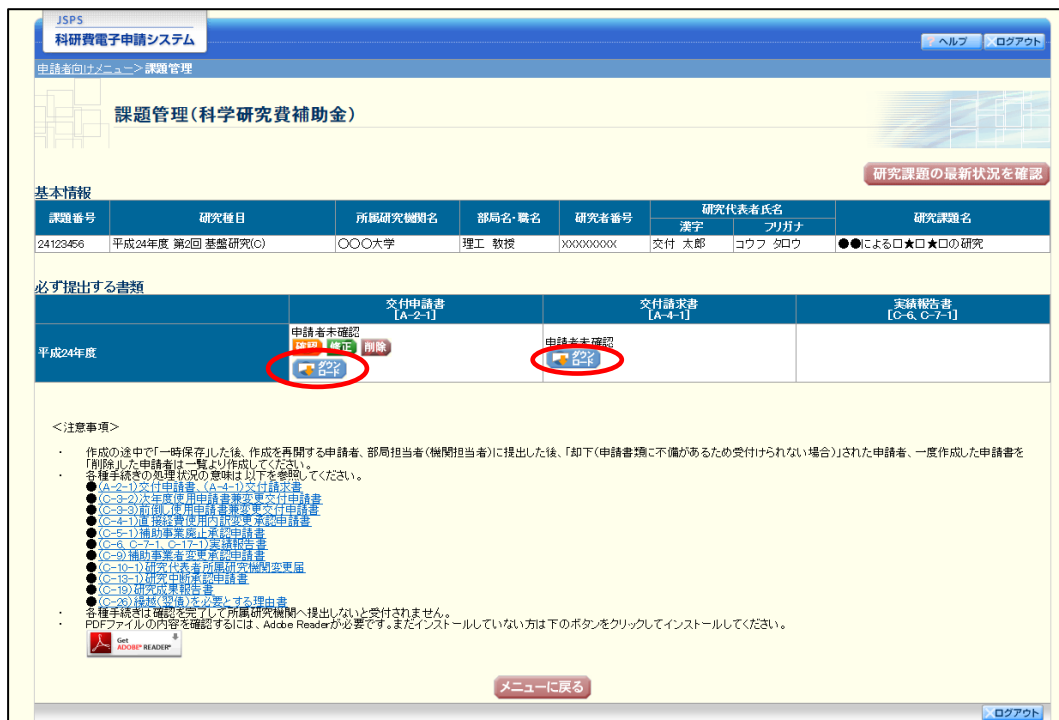 JSPS
科研費電子申請システム
? ヘルプ
×ログアウト
申請者向けメニュー>課題管理
課題管理(科学研究費補助金)
研究課題の最新状況を確認
基本情報
課題番号 研究種目 所属研究機関名 部局名・職名 研究者番号 研究代表者氏名 研究課題名
漢字 フリガナ
24123456 平成24年度 第2回 基盤研究(C) 〇〇〇大学 理工 教授 XXXXXXXXX 交付 太郎 コウフ タロウ ●●による□★□★□の研究
必ず提出する書類
交付申請書 交付請求書 実績報告書
[A-2-1] [A-4-1] [C-6、C-7-1]
平成24年度
申請者未確認
確認 修正 削除
ダウンロード
申請者未確認
ダウンロード
<注意事項>
・ 作成の途中で「一時保存」した後、作成を再開する申請者、部局担当者(機関担当者)に提出した後、「却下(申請書類に不備があるため受付けられない場合)」された申請者、一度作成した申請書を
「削除」した申請者は一覧より作成してください。
・ 各種手続きの処理状況の意味は以下を参照してください。
●(A-2-1)交付申請書、(A-4-1)交付請求書
●(C-3-2)次年度使用申請書兼変更交付申請書
●(C-3-3)前倒し使用申請書兼変更交付申請書
●(C-4-1)直接経費使用内訳変更承認申請書
●(C-5-1)補助事業廃止承認申請書
●(C-6、C-7-1、C-17-1)実績報告書
●(C-9)補助事業者変更承認申請書
●(C-10-1)研究代表者所属研究機関変更届
●(C-13-1)研究中断承認申請書
●(C-19)研究成果報告書
●(C-26)繰越(翌債)を必要とする理由書
・ 各種手続きは確認を完了して所属研究機関へ提出しないと受付されません。
・ PDFファイルの内容を確認するには、Adobe Readerが必要です。まだインストールしていない方は下のボタンをクリックしてインストールしてください。
Get
ADOBE® READER®
メニューに戻る
×ログアウト